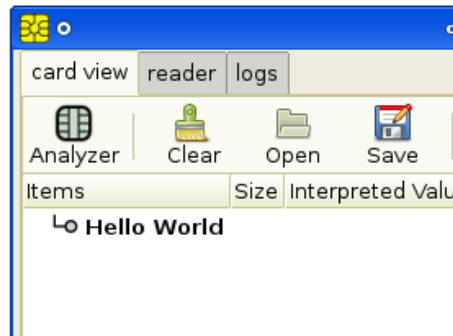 card view reader logs
Analyzer Clear Open Save
Items Size Interpreted Valu
Hello World